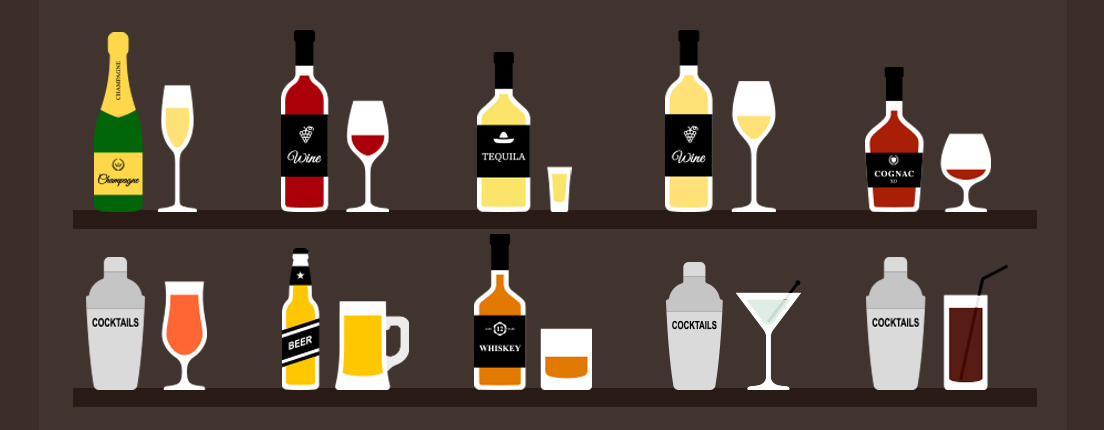 CHAMPAGNE
Champagne
Wine
TEQUILA
Wine
COGNAC
XO
COCKTAILS
BEER
12
WHISKEY
COCKTAILS
COCKTAILS